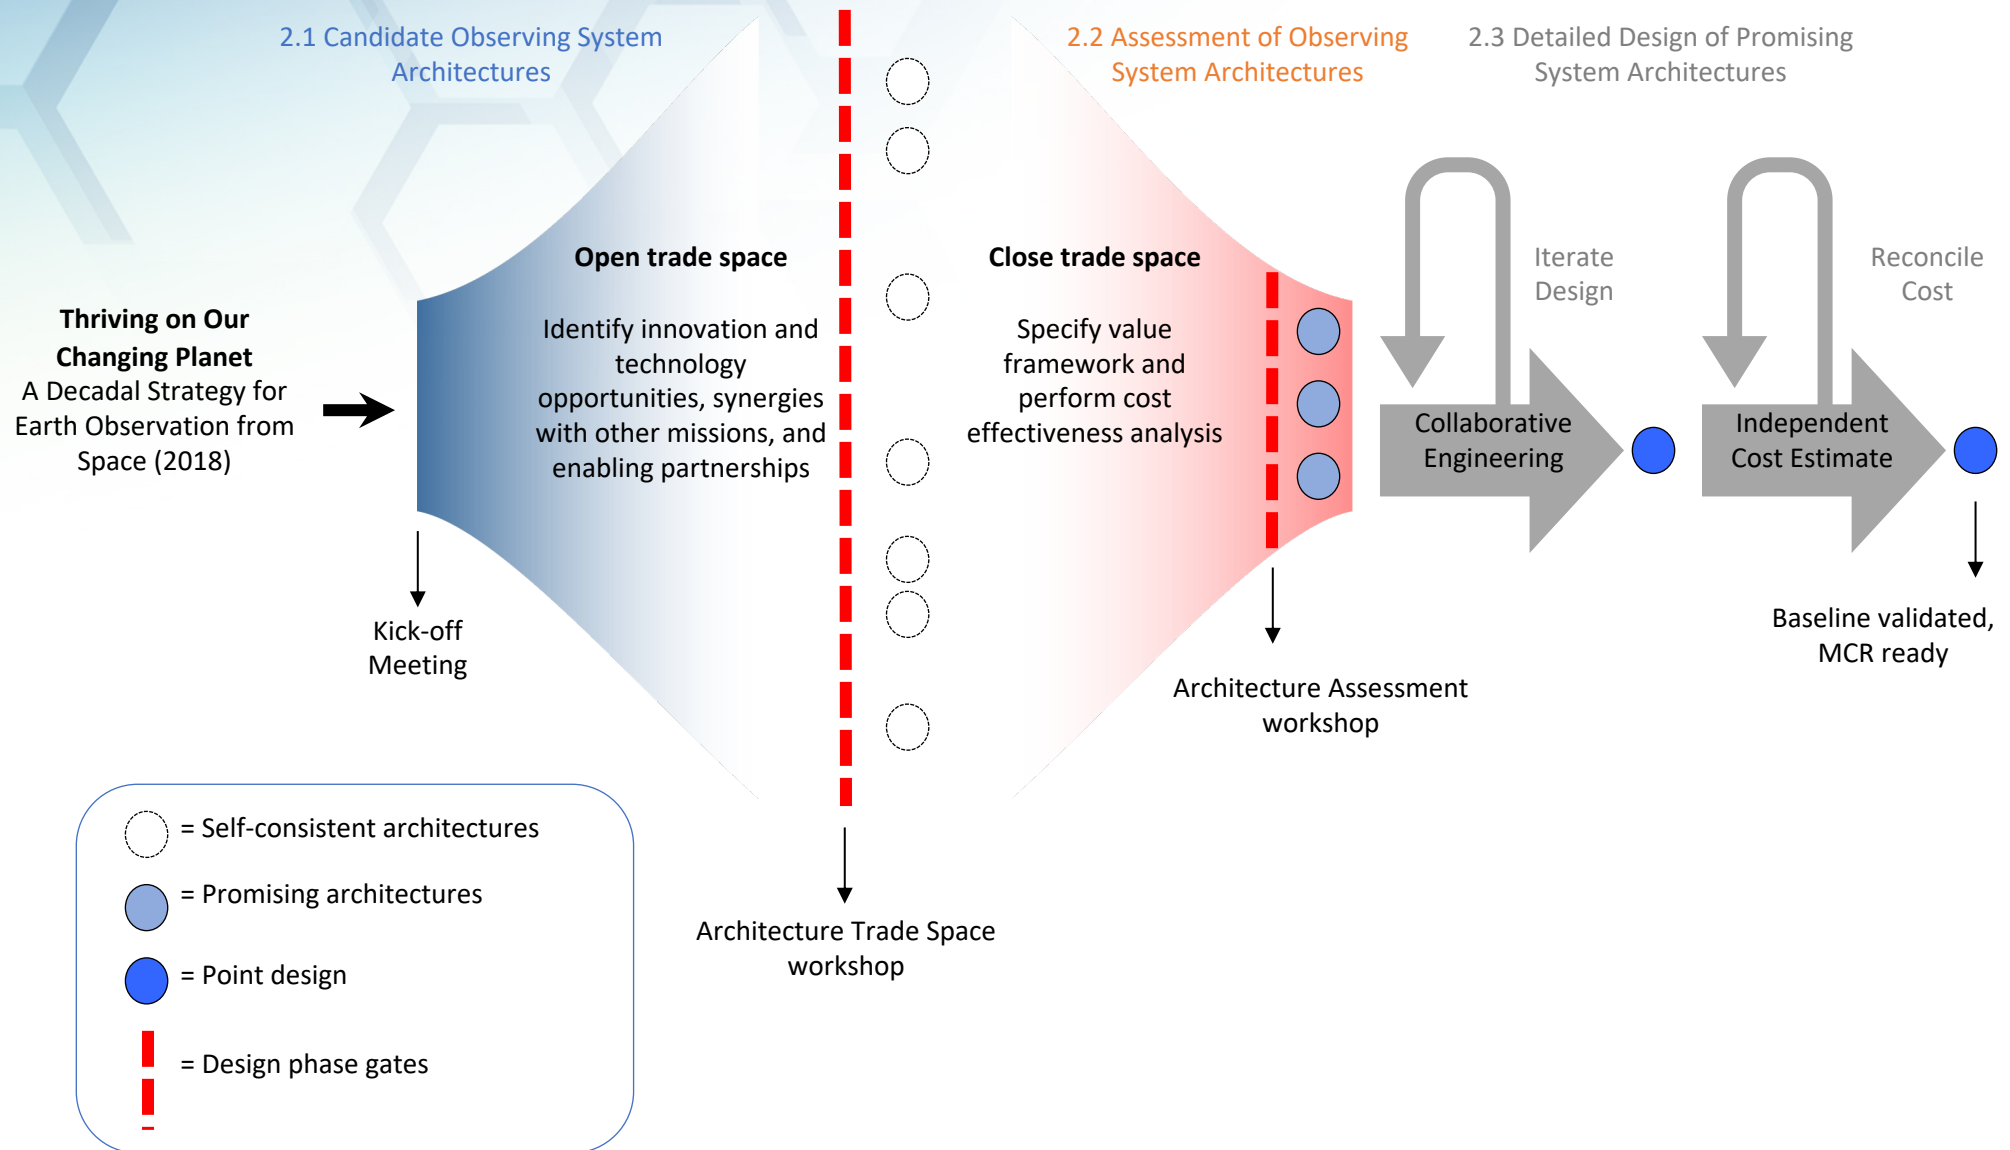 2.1 Candidate Observing System
Architectures
2.2 Assessment of Observing
System Architectures
2.3 Detailed Design of Promising
System Architectures
Thriving on Our
Changing Planet
A Decadal Strategy for
Earth Observation from
Space (2018)
Open trade space
Identify innovation and
technology
opportunities, synergies
with other missions, and
enabling partnerships
Close trade space
Specify value
framework and
perform cost
effectiveness analysis
Iterate
Design
Reconcile
Cost
Collaborative
Engineering
Independent
Cost Estimate
Kick-off
Meeting
Architecture Trade Space
workshop
Architecture Assessment
workshop
Baseline validated,
MCR ready
= Self-consistent architectures
= Promising architectures
= Point design
= Design phase gates